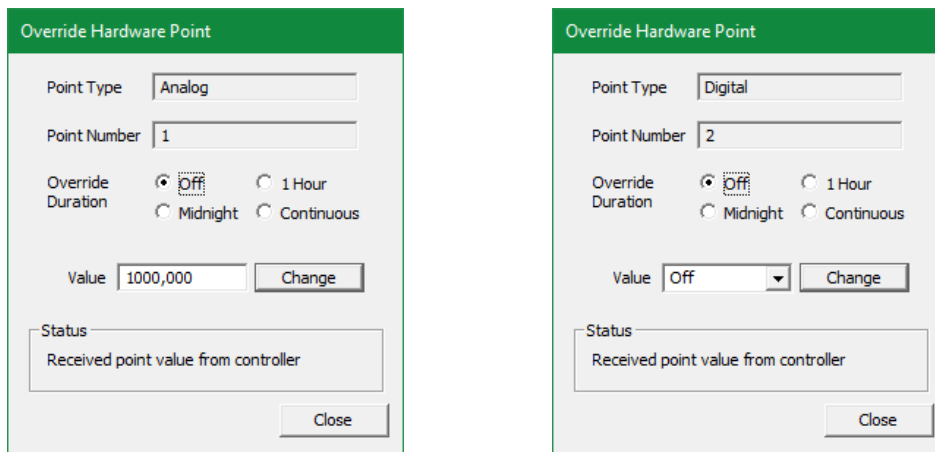 Override Hardware Point
Point Type Analog
Point Number 1
Override Duration
Off 1 Hour
Midnight Continuous
Value 1000,000 Change
Status
Received point value from controller
Close
Override Hardware Point
Point Type Digital
Point Number 2
Override Duration
Off 1 Hour
Midnight Continuous
Value Off Change
Status
Received point value from controller
Close